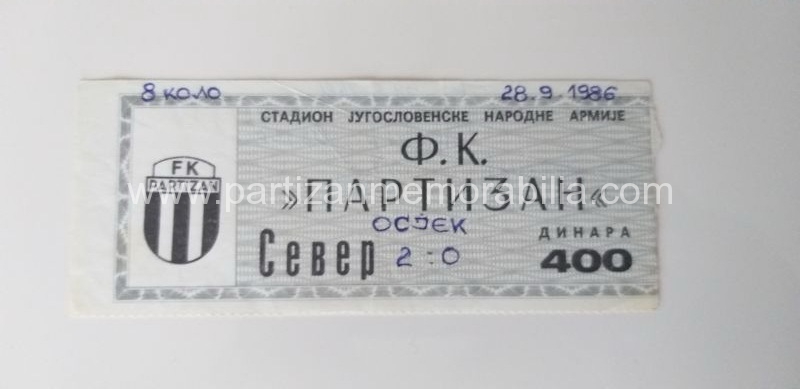 8 коло 28.9.1986
СТАДИОН ЈУГОСЛОВЕНСКЕ НАРОДНЕ АРМИЈЕ
FK
PARTIZAN
Ф.К.
»ПАРТИЗАН«
www.partizanmemorabilia.com
ОСЈЕК
Север 2:0
ДИНАРА
400